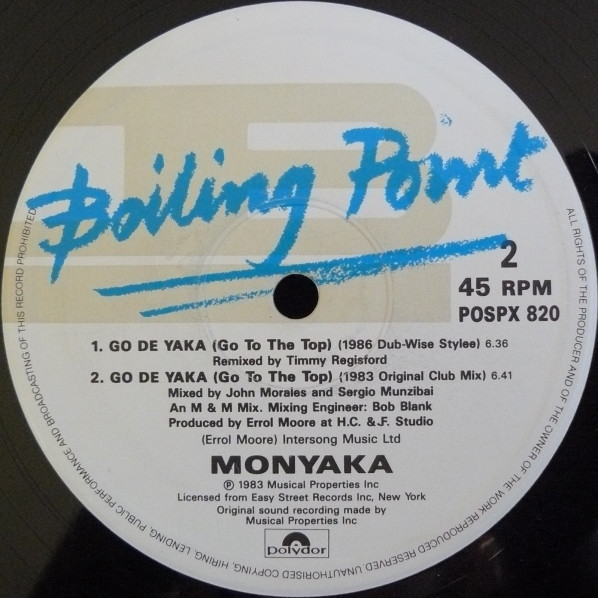 Boiling Point
2
45 RPM
POSPX 820
1. GO DE YAKA (Go To The Top) (1986 Dub-Wise Stylee) 6.36
Remixed by Timmy Regisford
2. GO DE YAKA (Go To The Top) (1983 Original Club Mix) 6.41
Mixed by John Moraies and Sergio Munzibai
An M & M Mix. Mixing Engineer: Bob Blank
Produced by Errol Moore at H.C. &.F. Studio
(Errol Moore) Intersong Music Ltd
MONYAKA
℗ 1983 Musical Properties Inc
Licensed from Easy Street Records Inc, New York
Original sound recording made by
Musical Properties Inc
polydor
ALL RIGHTS OF THE PRODUCER AND OF THE OWNER OF THE WORK REPRODUCED RESERVED. UNAUTHORISED COPYING, HIRING, LENDING, PUBLIC PERFORMANCE AND BROADCASTING OF THIS RECORD PROHIBITED